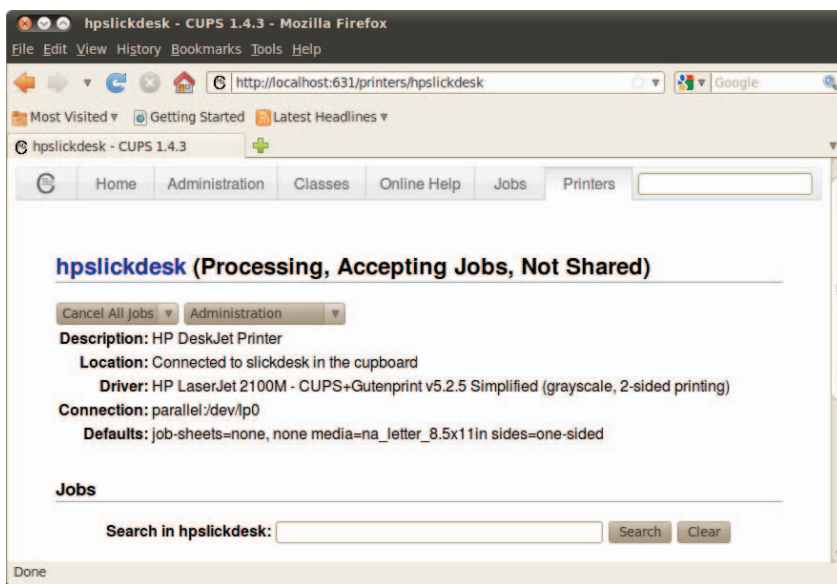 hpslickdesk - CUPS 1.4.3 - Mozilla Firefox
File Edit View History Bookmarks Tools Help
http://localhost:631/printers/hpslickdesk
Google
Most Visited Getting Started Latest Headlines
hpslickdesk - CUPS 1.4.3
Home Administration Classes Online Help Jobs Printers
hpslickdesk (Processing, Accepting Jobs, Not Shared)
Cancel All Jobs Administration
Description: HP DeskJet Printer
Location: Connected to slickdesk in the cupboard
Driver: HP LaserJet 2100M - CUPS+Gutenprint v5.2.5 Simplified (grayscale, 2-sided printing)
Connection: parallel:/dev/lp0
Defaults: job-sheets=none, none media=na_letter_8.5x11in sides=one-sided
Jobs
Search in hpslickdesk: Search Clear
Done